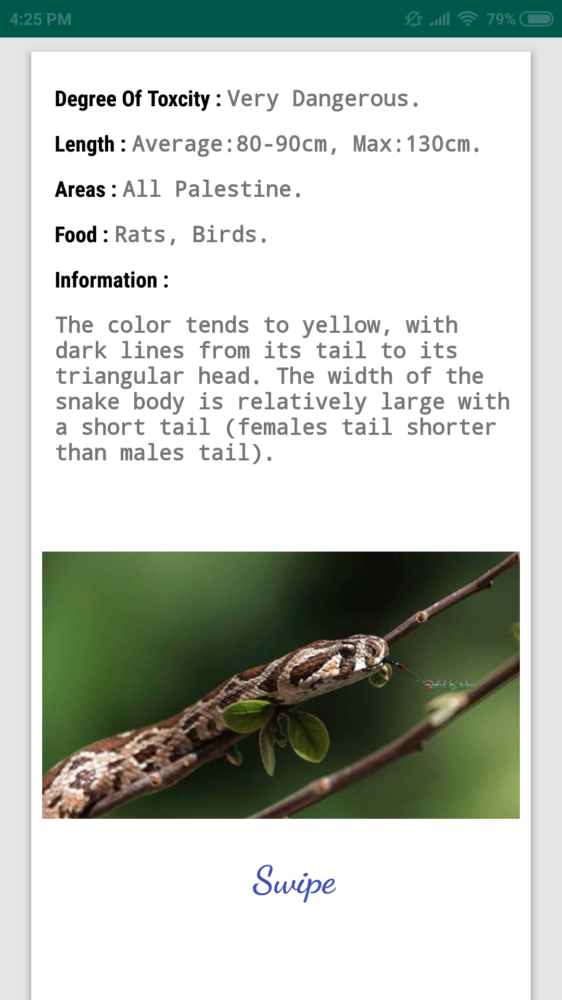 4:25 PM 79%
Degree Of Toxcity : Very Dangerous.
Length : Average:80-90cm, Max:130cm.
Areas : All Palestine.
Food : Rats, Birds.
Information :
The color tends to yellow, with
dark lines from its tail to its
triangular head. The width of the
snake body is relatively large with
a short tail (females tail shorter
than males tail).
Swipe